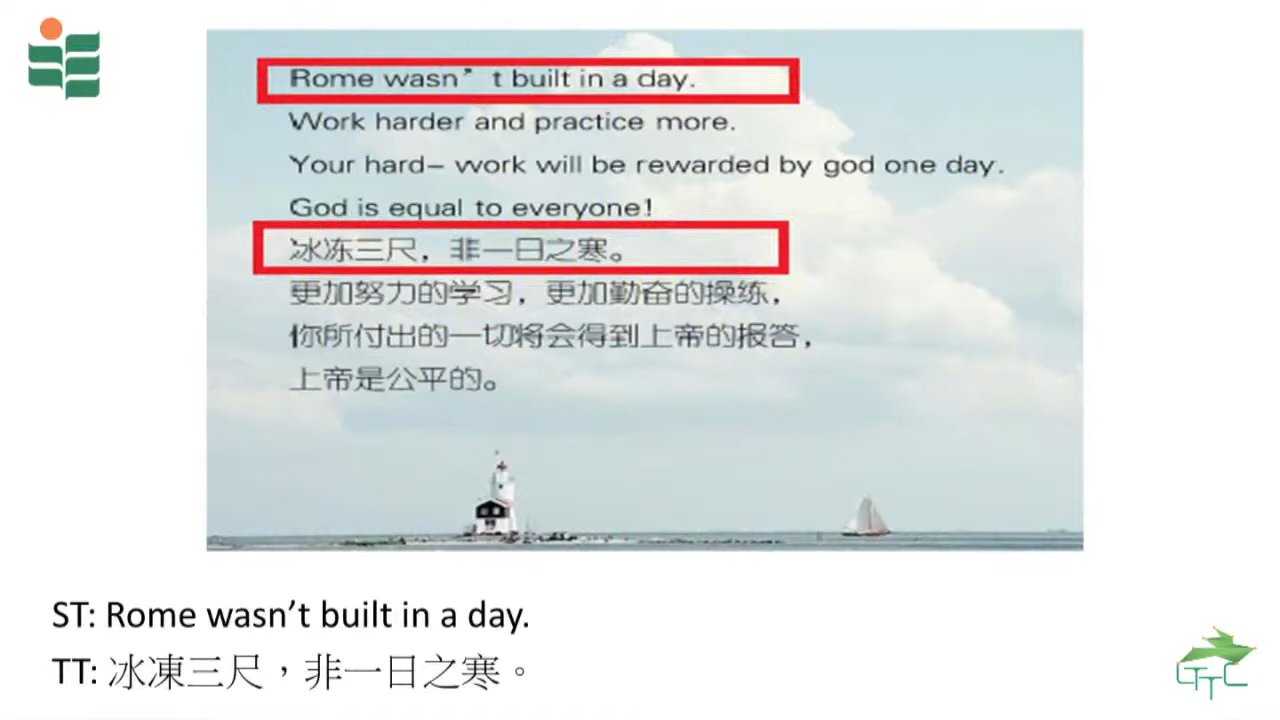 Rome wasn’ t built in a day.
Work harder and practice more.
Your hard– work will be rewarded by god one day.
God is equal to everyone!
冰冻三尺，非一日之寒。
更加努力的学习，更加勤奋的操练，
你所付出的一切将会得到上帝的报答，
上帝是公平的。
ST: Rome wasn’t built in a day.
TT: 冰凍三尺，非一日之寒。
CTTC